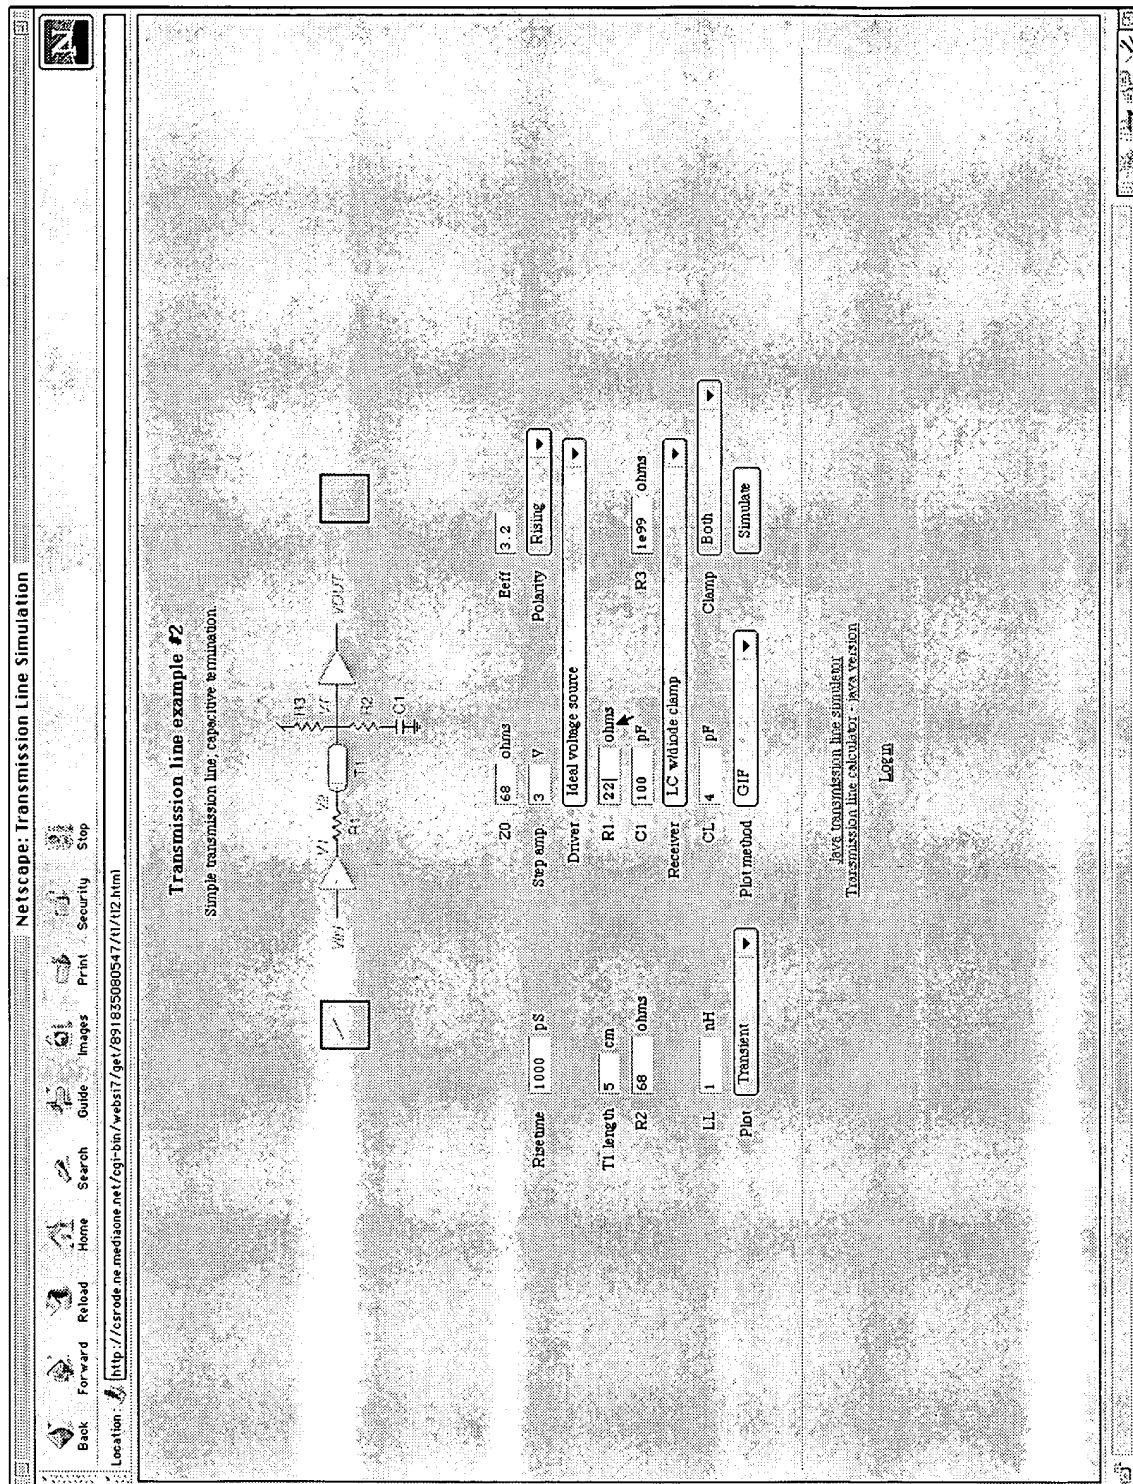 Netscape: Transmission Line Simulation
Back Forward Reload Home Search Guide Images Print Security Stop
Location: http://csrode.ne.mediaone.net/cgi-bin/websi7/get/891835080547/tl/tl2.html
N
Transmission line example #2
Simple transmission line; capacitive termination.
VIN V1 R1 V2 T1 R3 VT R2 C1 VOUT
Z0 68 ohms Eeff 3.2
Risetime 1000 pS Step amp. 3 V Polarity Rising
Driver Ideal voltage source
T1 length 5 cm R1 22 ohms
R2 68 ohms C1 100 pF R3 1e99 ohms
Receiver LC w/diode clamp
LL 1 nH CL 4 pF Clamp Both
Plot Transient Plot method GIF Simulate
Java transmission line simulator
Transmission line calculator - java version
Login